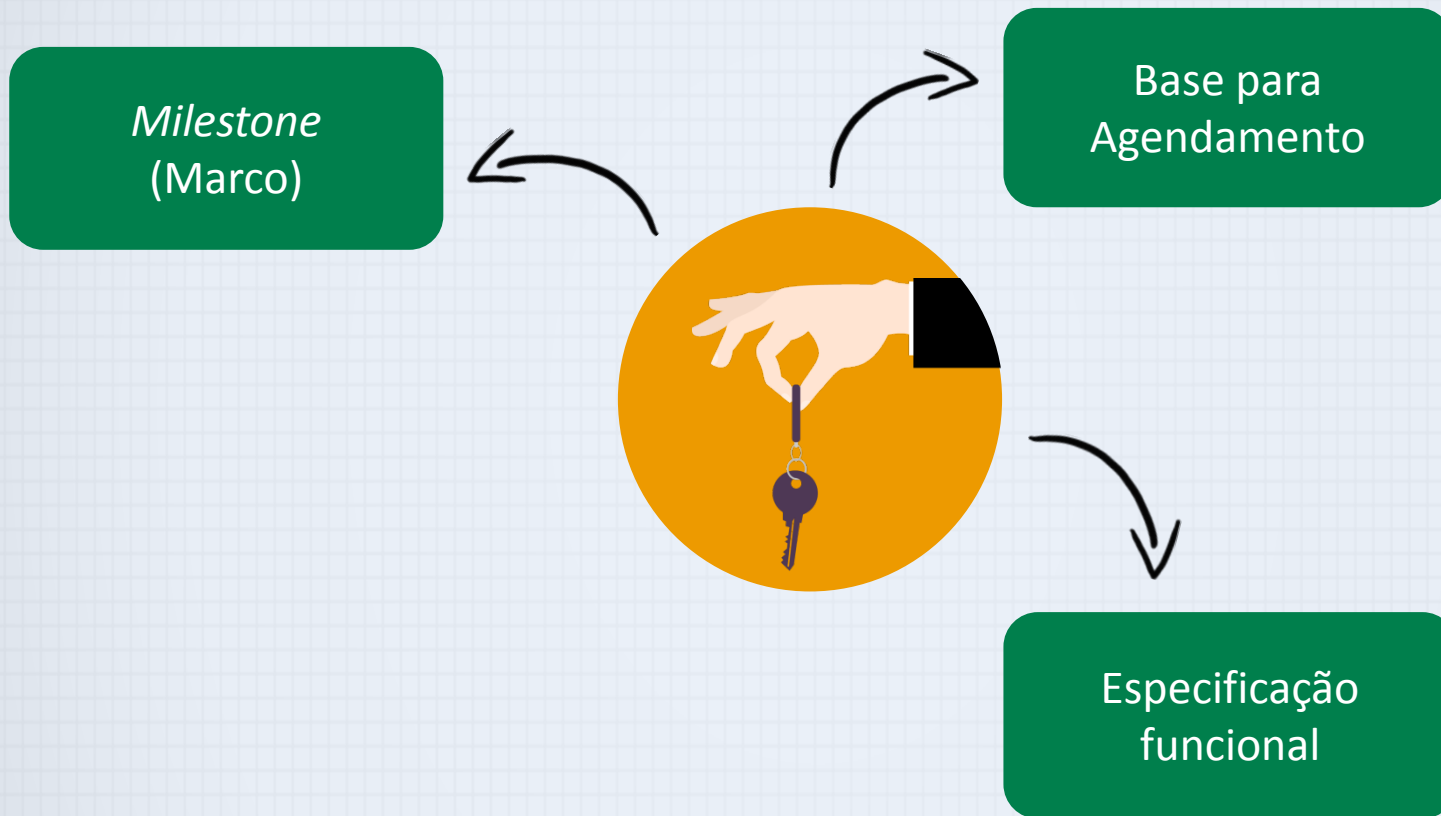 Milestone
(Marco)
Base para
Agendamento
Especificação
funcional